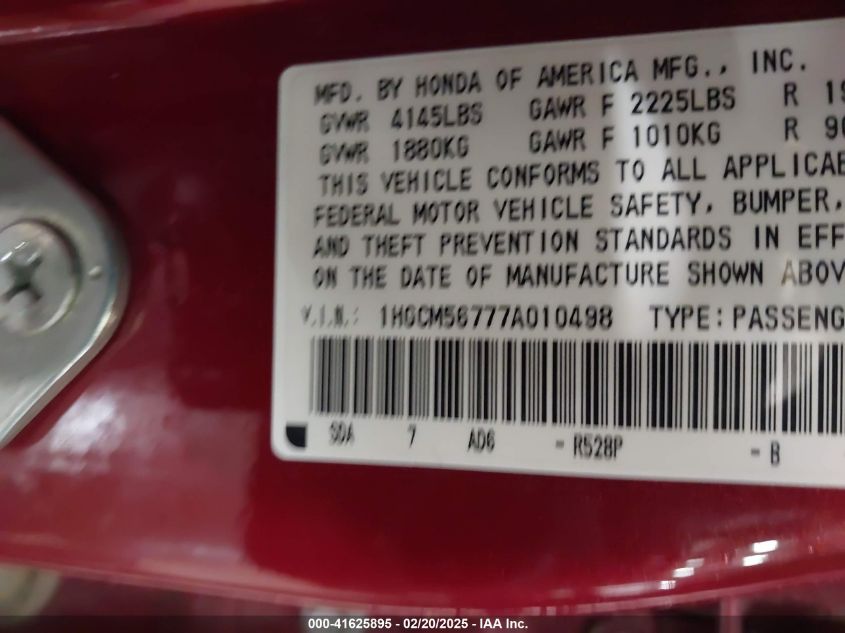 MFD. BY HONDA OF AMERICA MFG., INC.
GVWR 4145LBS GAWR F 2225LBS R 19
GVWR 1880KG GAWR F 1010KG R 90
THIS VEHICLE CONFORMS TO ALL APPLICAB
FEDERAL MOTOR VEHICLE SAFETY, BUMPER,
AND THEFT PREVENTION STANDARDS IN EFF
ON THE DATE OF MANUFACTURE SHOWN ABOV
V.I.N.: 1HGCM56777A010498 TYPE: PASSENG
SDA 7 AD6 - R528P - B
000-41625895 - 02/20/2025 - IAA Inc.